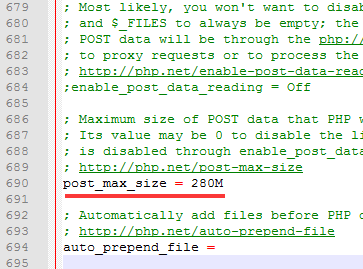 679 ; Most likely, you won't want to disab
680 ; and $_FILES to always be empty; the
681 ; POST data will be through the php:/
682 ; to proxy requests or to process the
683 ; http://php.net/enable-post-data-read
684 ;enable_post_data_reading = Off
685
686 ; Maximum size of POST data that PHP w
687 ; Its value may be 0 to disable the li
688 ; is disabled through enable_post_data
689 ; http://php.net/post-max-size
690 post_max_size = 280M
691
692 ; Automatically add files before PHP d
693 ; http://php.net/auto-prepend-file
694 auto_prepend_file =
695